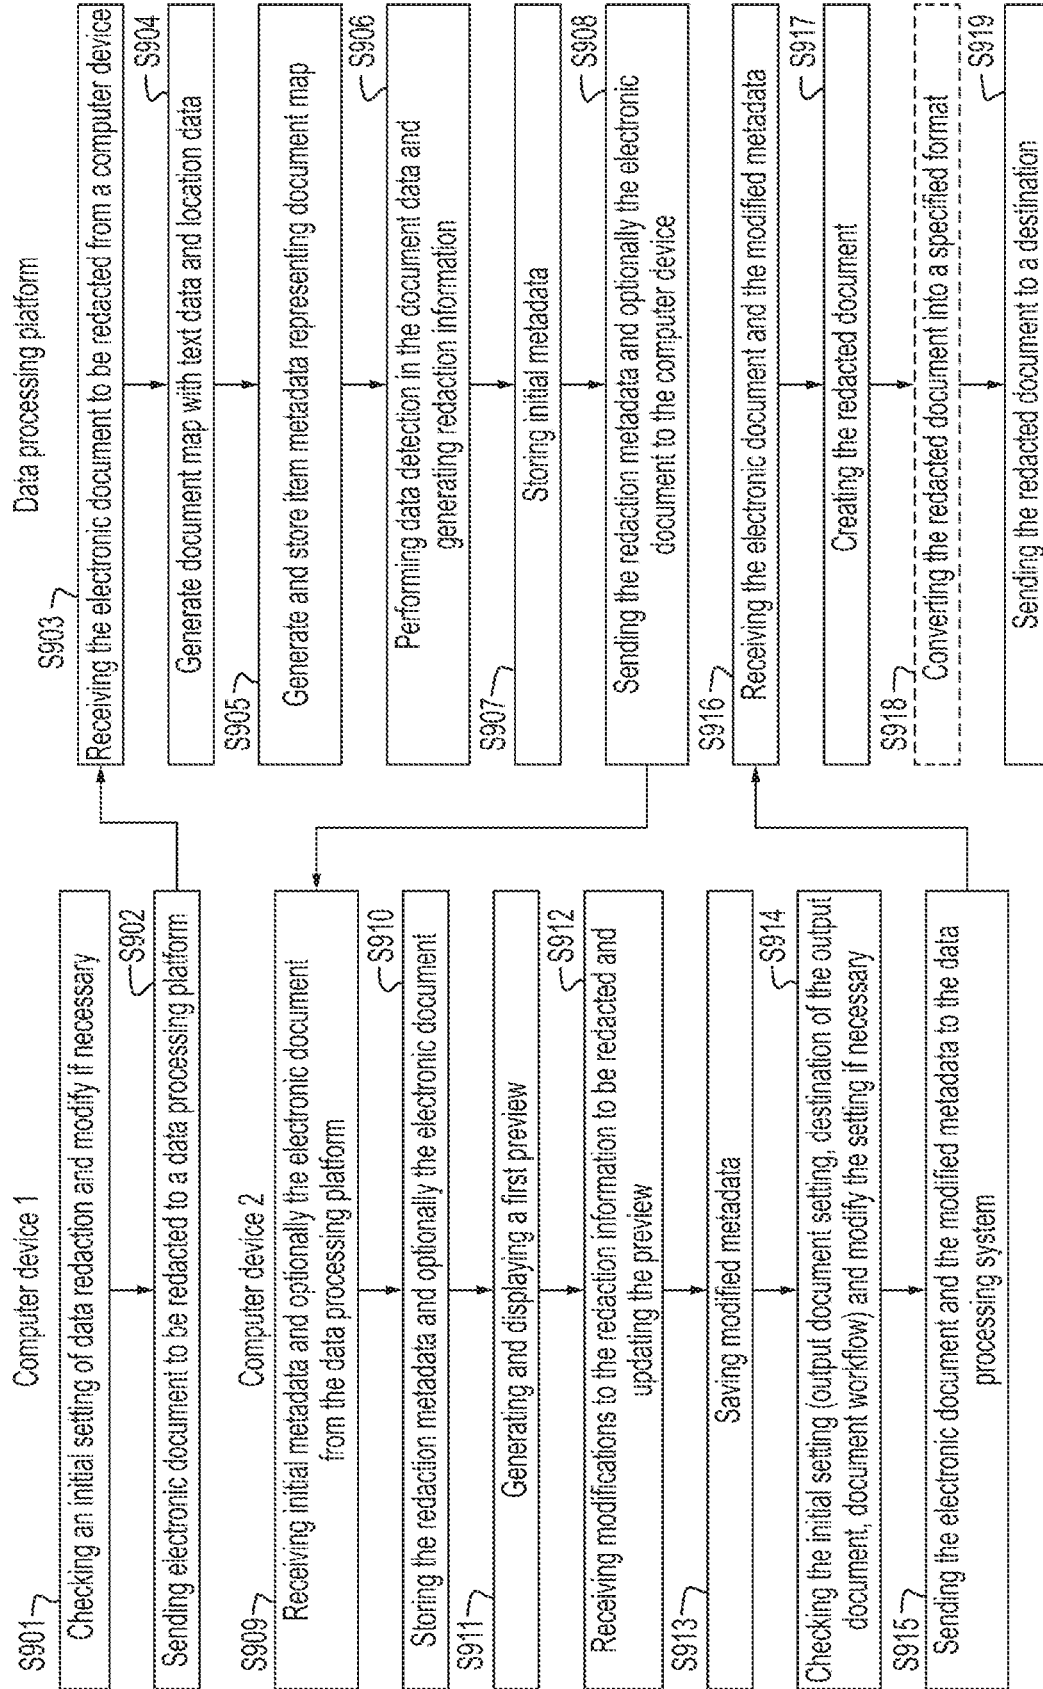 Computer device 1
S901
Checking an initial setting of data redaction and modify if necessary
S902
Sending electronic document to be redacted to a data processing platform
Computer device 2
S909
Receiving initial metadata and optionally the electronic document
from the data processing platform
S910
Storing the redaction metadata and optionally the electronic document
S911
Generating and displaying a first preview
S912
Receiving modifications to the redaction information to be redacted and
updating the preview
S913
Saving modified metadata
S914
Checking the initial setting (output document setting, destination of the output
document, document workflow) and modify the setting if necessary
S915
Sending the electronic document and the modified metadata to the data
processing system
Data processing platform
S903
Receiving the electronic document to be redacted from a computer device
S904
Generate document map with text data and location data
S905
Generate and store item metadata representing document map
S906
Performing data detection in the document data and
generating redaction information
S907
Storing initial metadata
S908
Sending the redaction metadata and optionally the electronic
document to the computer device
S916
Receiving the electronic document and the modified metadata
S917
Creating the redacted document
S918
Converting the redacted document into a specified format
S919
Sending the redacted document to a destination